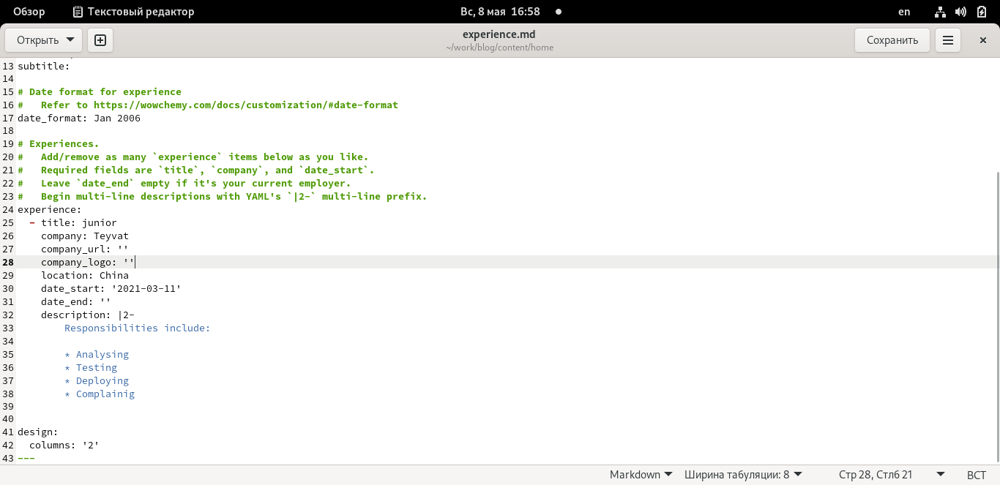 Обзор Текстовый редактор Вс, 8 мая 16:58 en
Открыть experience.md Сохранить
~/work/blog/content/home
13 subtitle:
14
15 # Date format for experience
16 #   Refer to https://wowchemy.com/docs/customization/#date-format
17 date_format: Jan 2006
18
19 # Experiences.
20 #   Add/remove as many `experience` items below as you like.
21 #   Required fields are `title`, `company`, and `date_start`.
22 #   Leave `date_end` empty if it's your current employer.
23 #   Begin multi-line descriptions with YAML's `|2-` multi-line prefix.
24 experience:
25   - title: junior
26     company: Teyvat
27     company_url: ''
28     company_logo: ''
29     location: China
30     date_start: '2021-03-11'
31     date_end: ''
32     description: |2-
33         Responsibilities include:
34
35         * Analysing
36         * Testing
37         * Deploying
38         * Complainig
39
40
41 design:
42   columns: '2'
43 ---
Markdown Ширина табуляции: 8 Стр 28, Стлб 21 ВСТ